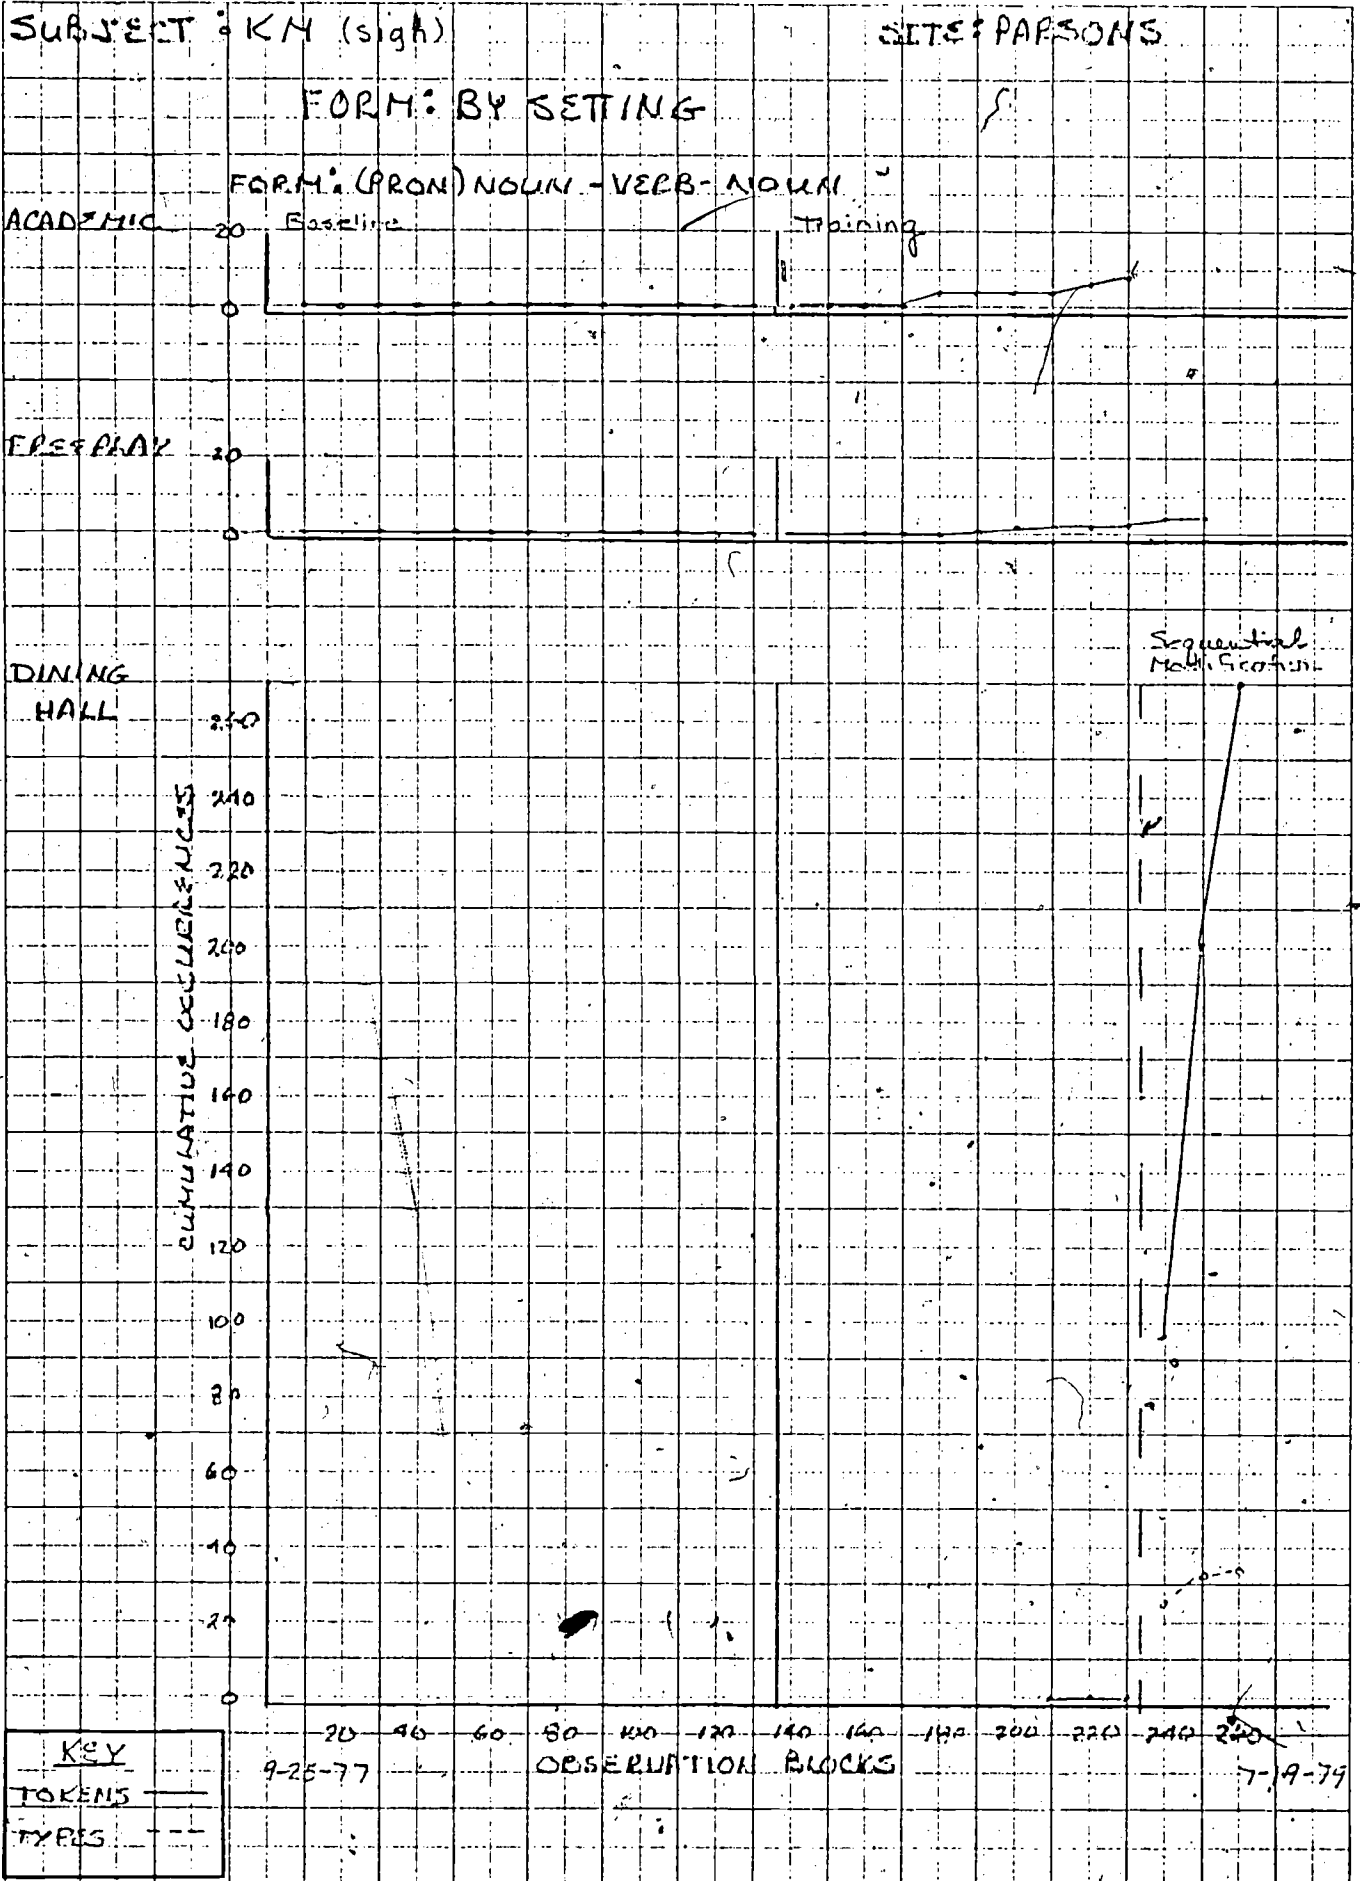 SUBJECT: KM (sigh)
SITE: PARSONS
FORM: BY SETTING
FORM: (PRON) NOUN - VERB - NOUN
ACADEMIC
20
Baseline
Training
0
FREEPLAY
20
0
Sequential
Modification
DINING
HALL
260
240
220
200
180
160
140
120
100
80
60
40
20
0
CUMULATIVE OCCURENCES
20 40 60 80 100 120 140 160 180 200 220 240 260
9-25-77
OBSERVATION BLOCKS
7-19-79
KEY
TOKENS
TYPES